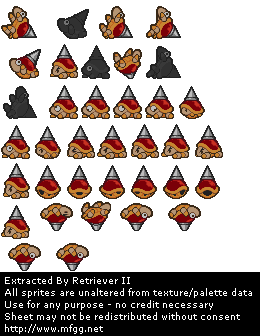 Extracted By Retriever II
All sprites are unaltered from texture/palette data
Use for any purpose - no credit necessary
Sheet may not be redistributed without consent
http://www.mfgg.net